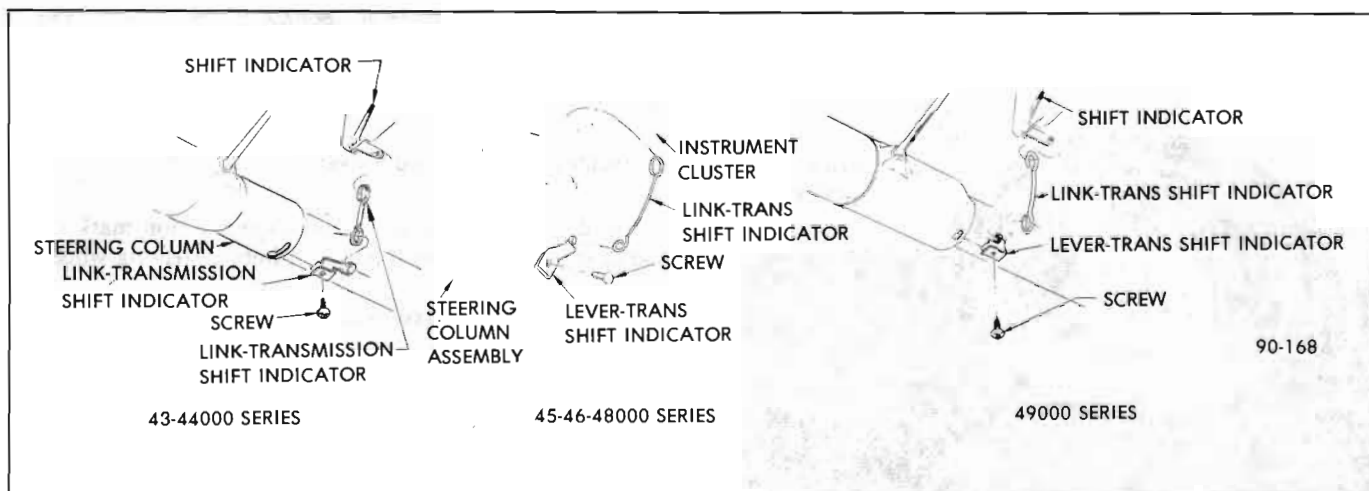 SHIFT INDICATOR
STEERING COLUMN
LINK-TRANSMISSION
SHIFT INDICATOR
SCREW
LINK-TRANSMISSION
SHIFT INDICATOR
43-44000 SERIES
INSTRUMENT
CLUSTER
LINK-TRANS
SHIFT INDICATOR
SCREW
LEVER-TRANS
SHIFT INDICATOR
STEERING
COLUMN
ASSEMBLY
45-46-48000 SERIES
SHIFT INDICATOR
LINK-TRANS SHIFT INDICATOR
LEVER-TRANS SHIFT INDICATOR
SCREW
90-168
49000 SERIES